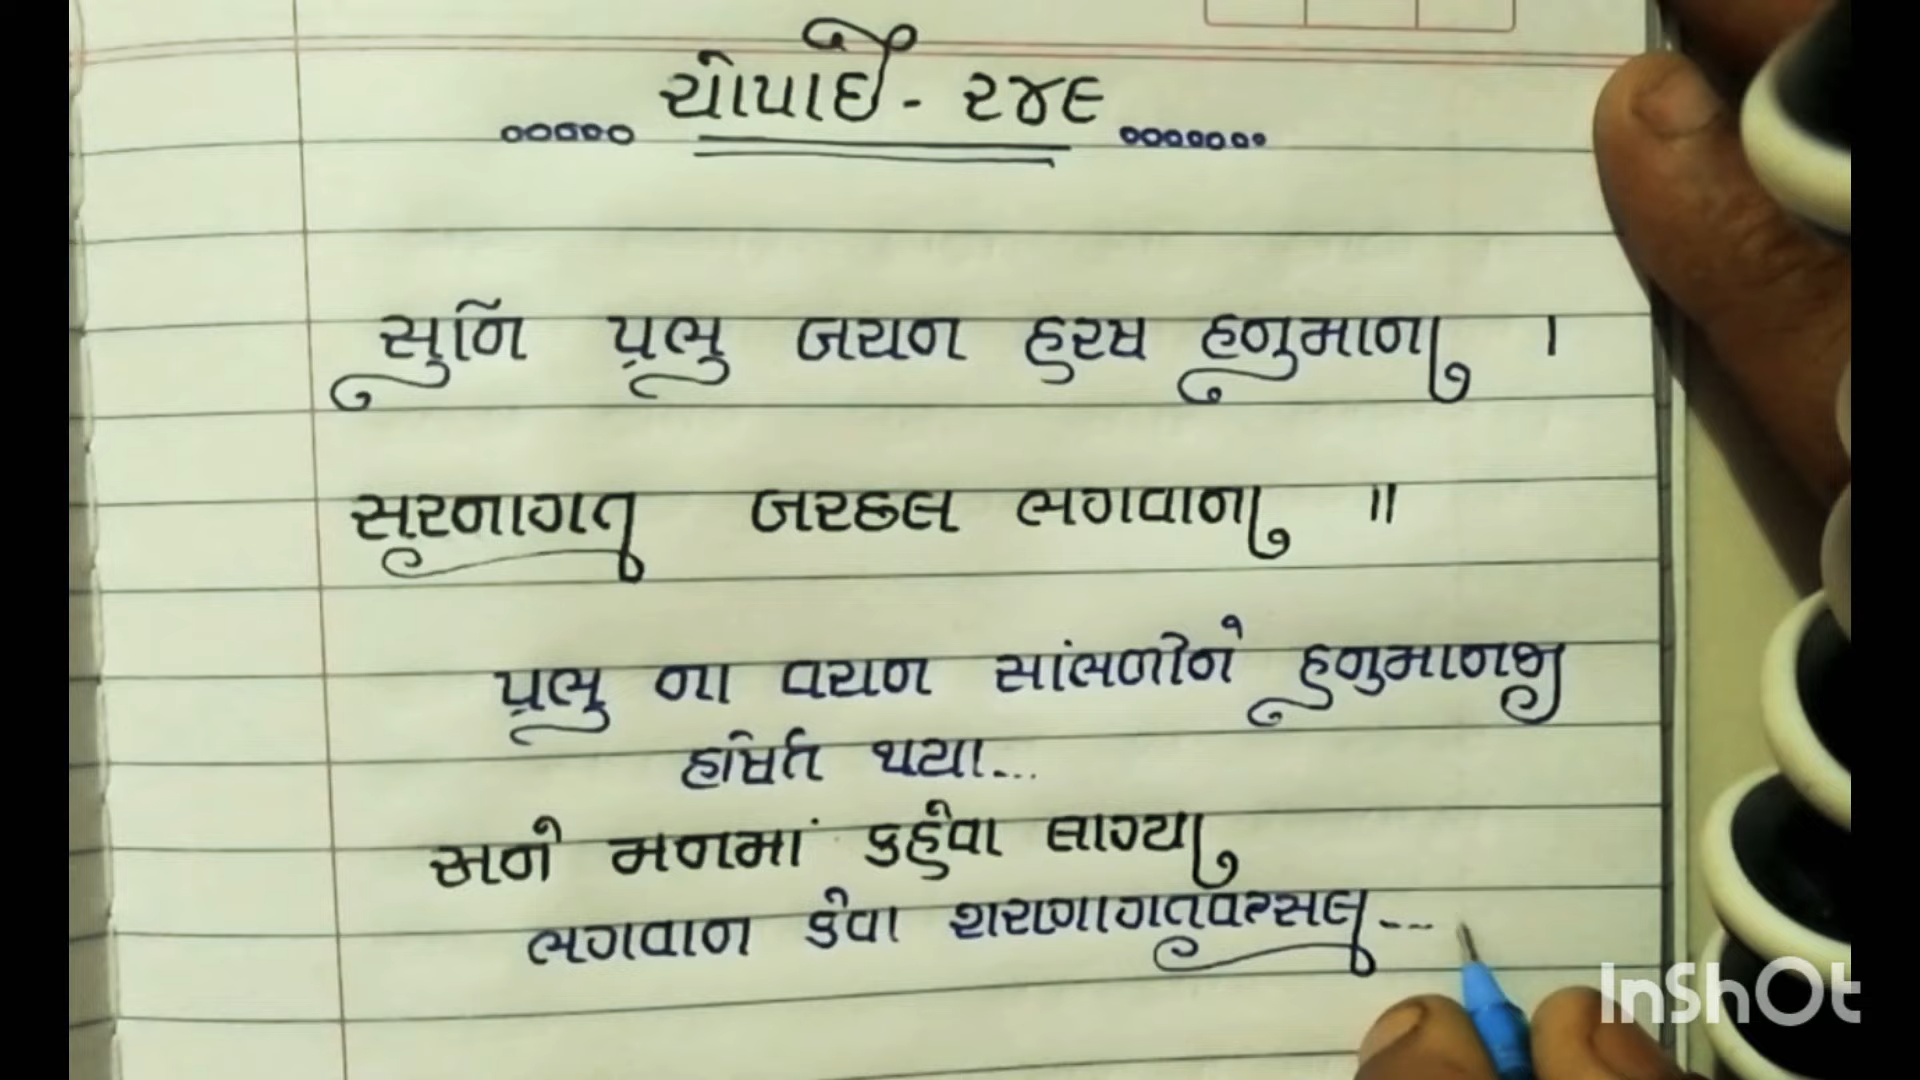 ચોપાઈ - ૨૪૯
સુનિ પ્રભુ બચન હરષ હનુમાના ।
સરનાગત બચ્છલ ભગવાના ॥
પ્રભુ ના વચન સાંભળીને હનુમાનજી
હર્ષિત થયા...
અને મનમાં કહેવા લાગ્યા
ભગવાન કેવા શરણાગતવત્સલ...
InShOt